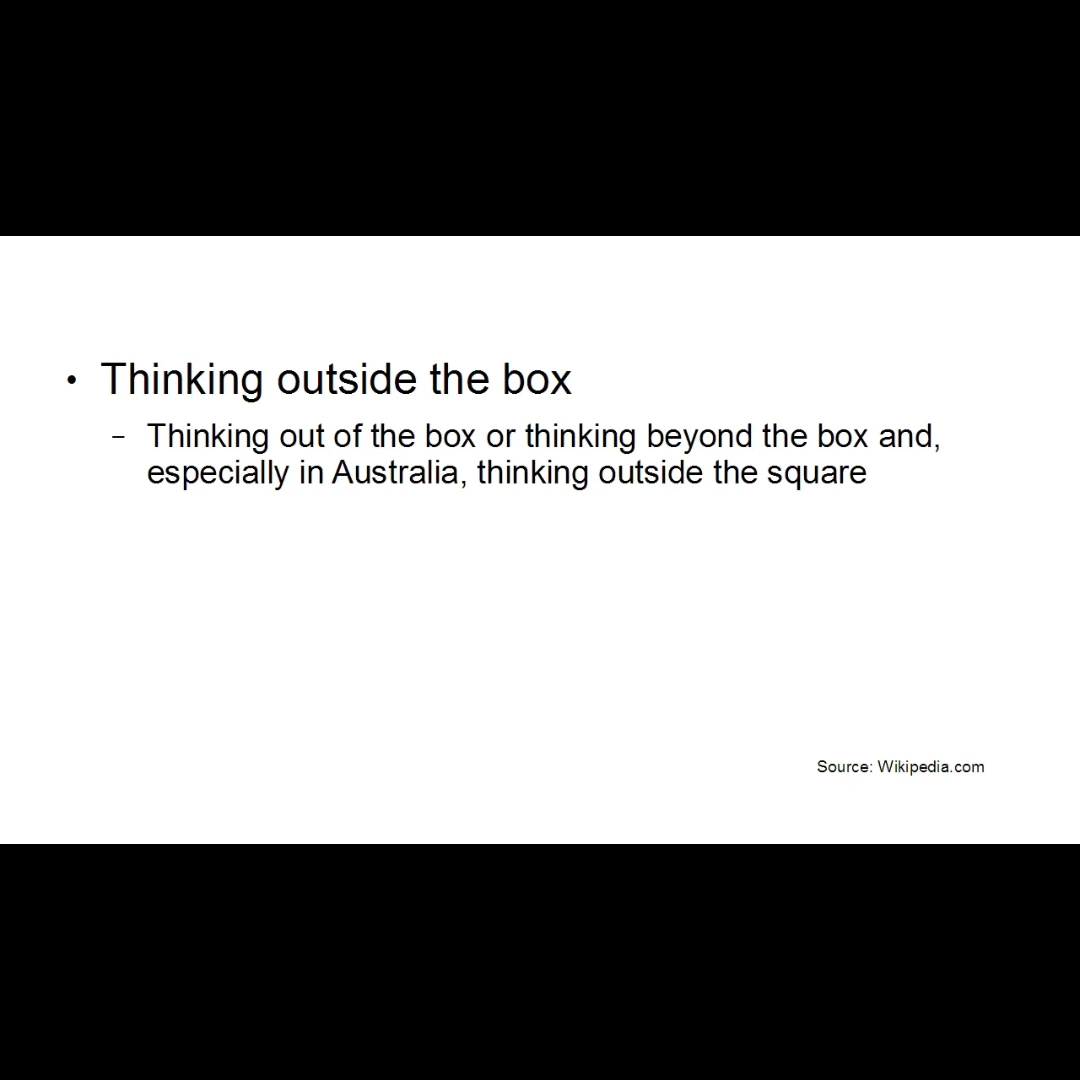 • Thinking outside the box
– Thinking out of the box or thinking beyond the box and,
especially in Australia, thinking outside the square
Source: Wikipedia.com